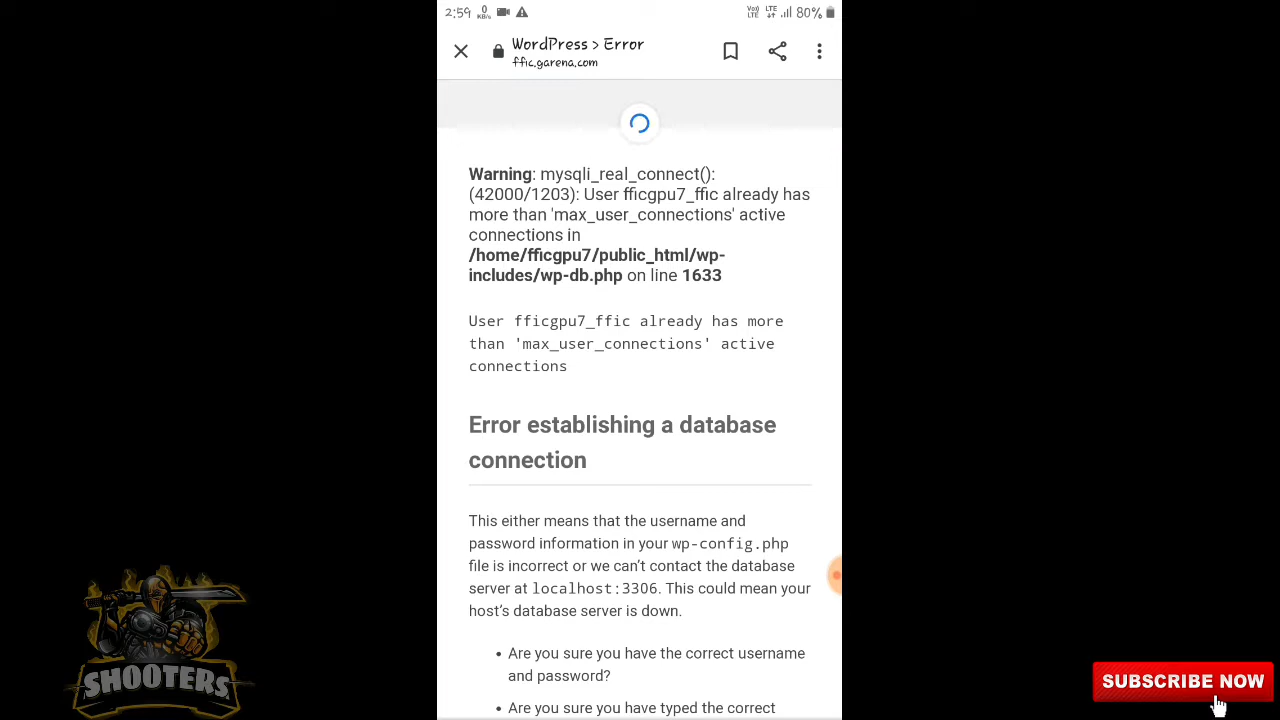 2:59 0 KB/s Vo) LTE LTE 80%
WordPress > Error
ffic.garena.com
Warning: mysqli_real_connect():
(42000/1203): User fficgpu7_ffic already has
more than 'max_user_connections' active
connections in
/home/fficgpu7/public_html/wp-
includes/wp-db.php on line 1633
User fficgpu7_ffic already has more
than 'max_user_connections' active
connections
Error establishing a database
connection
This either means that the username and
password information in your wp-config.php
file is incorrect or we can’t contact the database
server at localhost:3306. This could mean your
host’s database server is down.
• Are you sure you have the correct username
and password?
• Are you sure you have typed the correct
SHOOTERS
SUBSCRIBE NOW